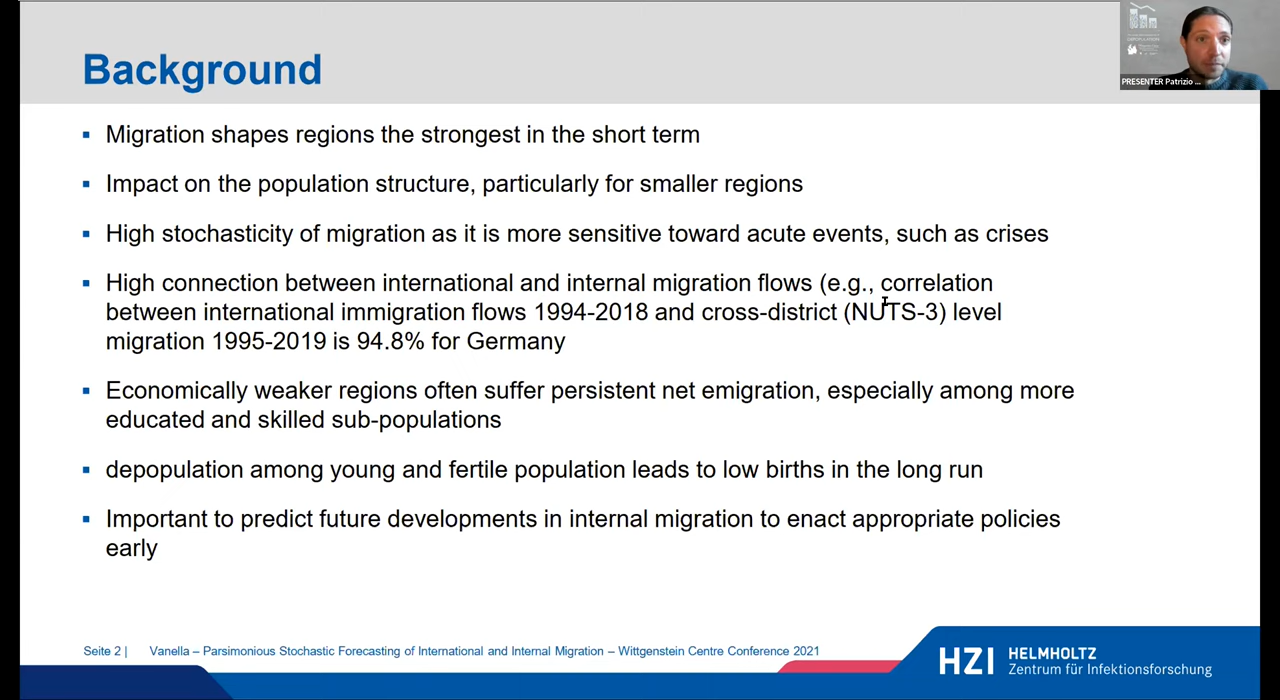 Background
PRESENTER Patrizio ...
▪ Migration shapes regions the strongest in the short term
▪ Impact on the population structure, particularly for smaller regions
▪ High stochasticity of migration as it is more sensitive toward acute events, such as crises
▪ High connection between international and internal migration flows (e.g., correlation
between international immigration flows 1994-2018 and cross-district (NUTS-3) level
migration 1995-2019 is 94.8% for Germany
▪ Economically weaker regions often suffer persistent net emigration, especially among more
educated and skilled sub-populations
▪ depopulation among young and fertile population leads to low births in the long run
▪ Important to predict future developments in internal migration to enact appropriate policies
early
Seite 2 | Vanella – Parsimonious Stochastic Forecasting of International and Internal Migration – Wittgenstein Centre Conference 2021
HZI HELMHOLTZ
Zentrum für Infektionsforschung